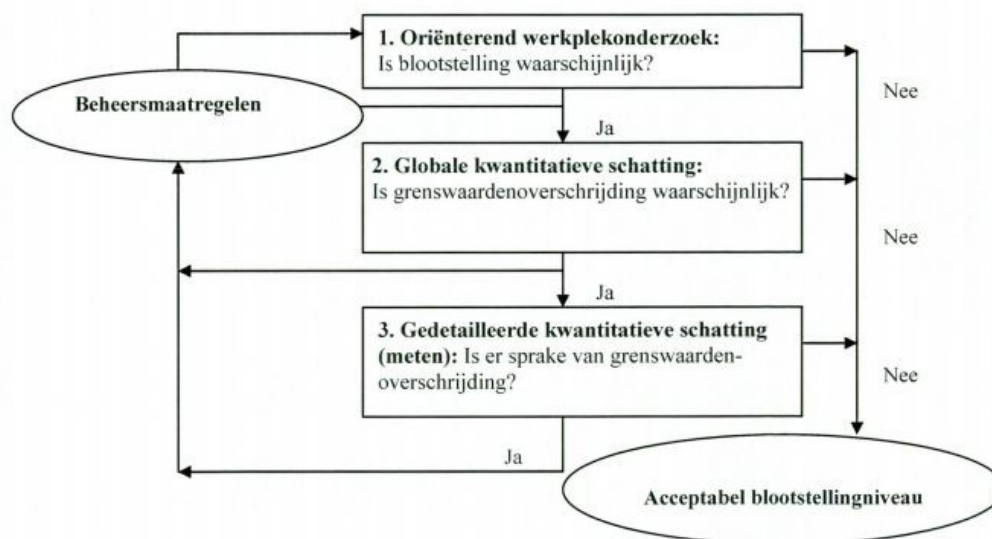 1. Oriënterend werkplekonderzoek:
Is blootstelling waarschijnlijk?
Nee
Beheersmaatregelen
Ja
2. Globale kwantitatieve schatting:
Is grenswaardenoverschrijding waarschijnlijk?
Nee
Ja
3. Gedetailleerde kwantitatieve schatting
(meten): Is er sprake van grenswaarden-
overschrijding?
Nee
Ja
Acceptabel blootstellingniveau